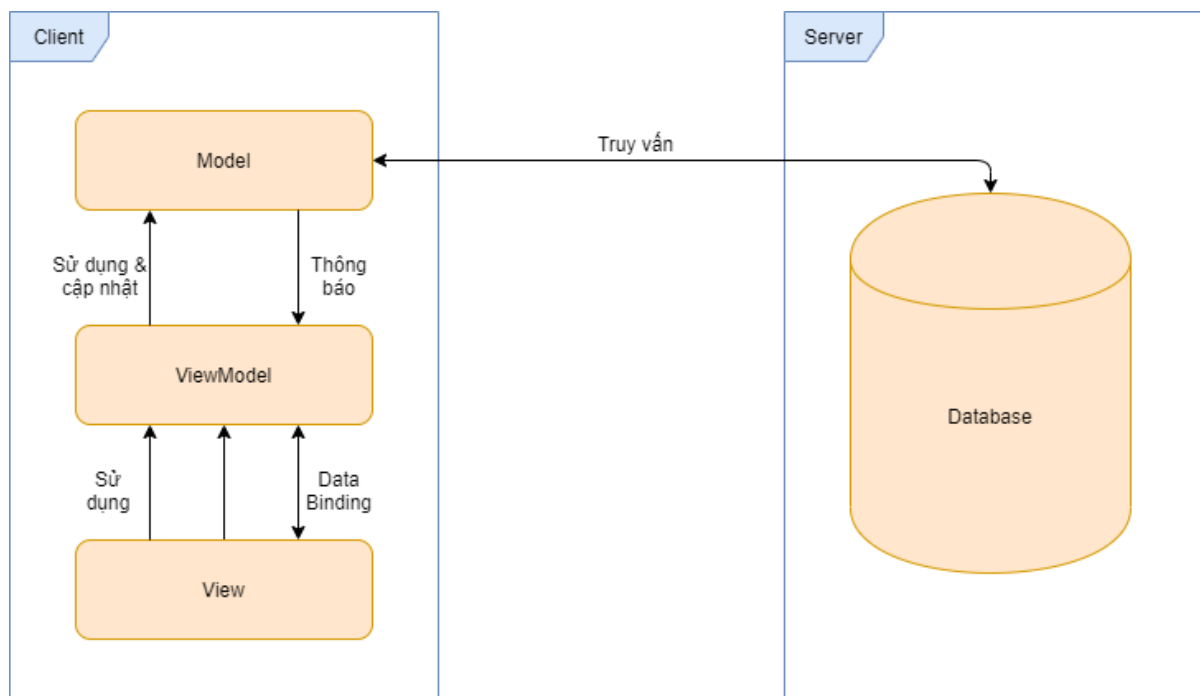 Client
Server
Model
Truy vấn
Sử dụng &
cập nhật
Thông
báo
ViewModel
Database
Sử
dụng
Data
Binding
View